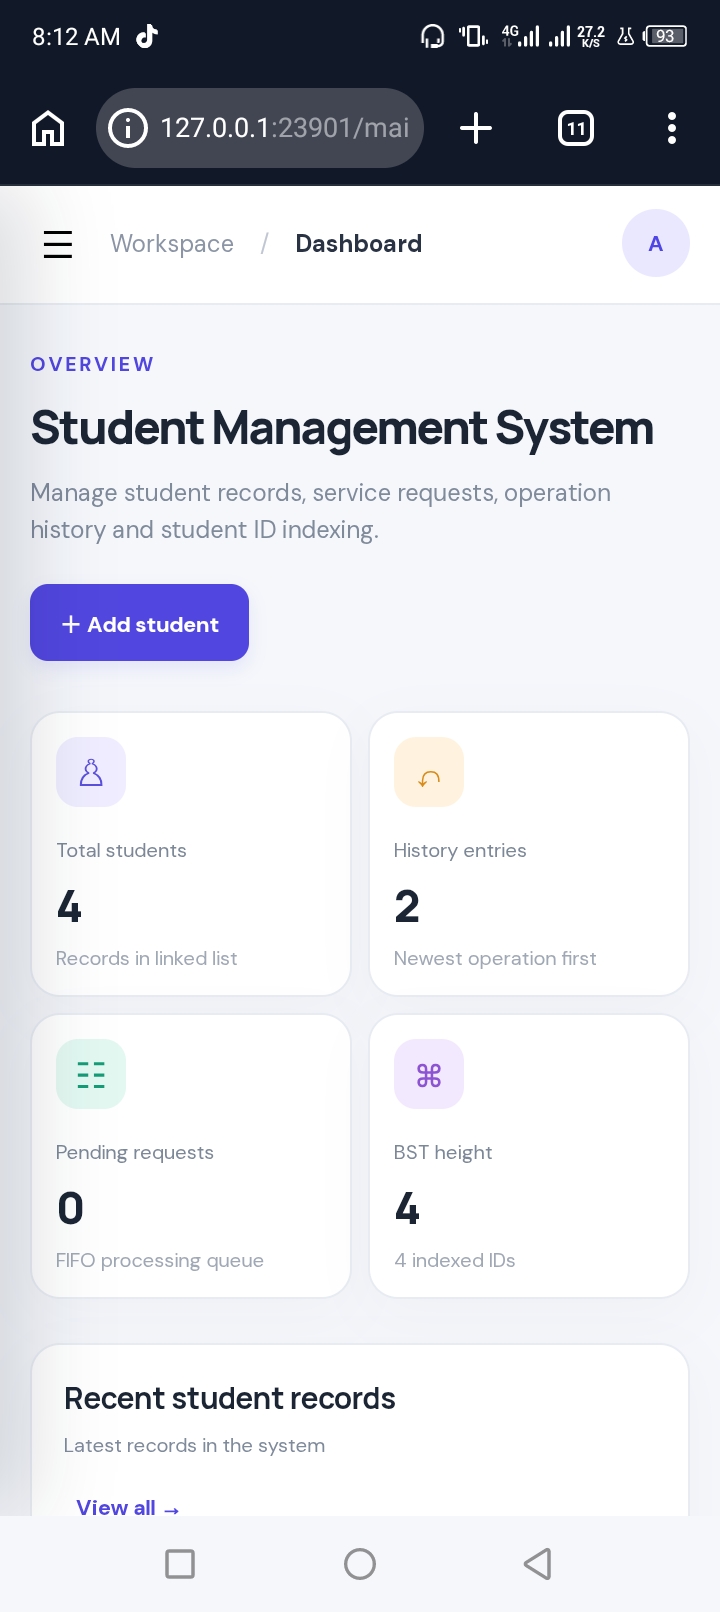 8:12 AM
4G
27.2
K/S
93
127.0.0.1:23901/mai
11
Workspace / Dashboard
A
OVERVIEW
Student Management System
Manage student records, service requests, operation
history and student ID indexing.
+ Add student
Total students
4
Records in linked list
History entries
2
Newest operation first
Pending requests
0
FIFO processing queue
⌘
BST height
4
4 indexed IDs
Recent student records
Latest records in the system
View all →